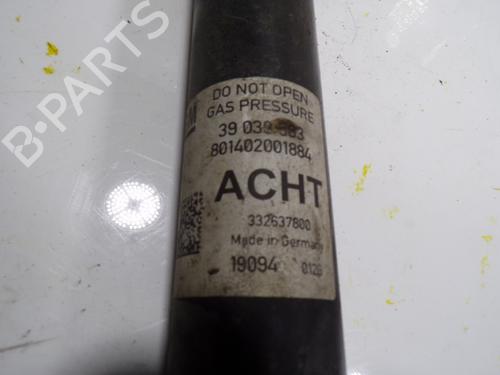 DO NOT OPEN
GAS PRESSURE
801402001884
ACHT
332637800
Made in Germany
19094
B-PARTS